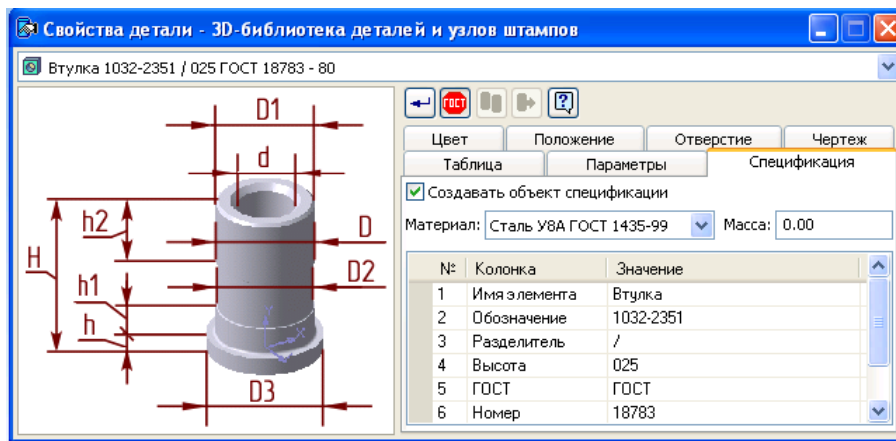 Свойства детали - 3D-библиотека деталей и узлов штампов
Втулка 1032-2351 / 025 ГОСТ 18783 - 80
ГОСТ
Цвет Положение Отверстие Чертеж
Таблица Параметры Спецификация
Создавать объект спецификации
Материал: Сталь У8А ГОСТ 1435-99 Масса: 0.00
№ Колонка Значение
1 Имя элемента Втулка
2 Обозначение 1032-2351
3 Разделитель /
4 Высота 025
5 ГОСТ ГОСТ
6 Номер 18783
D1
d
h2
D
H
D2
h1
h
D3